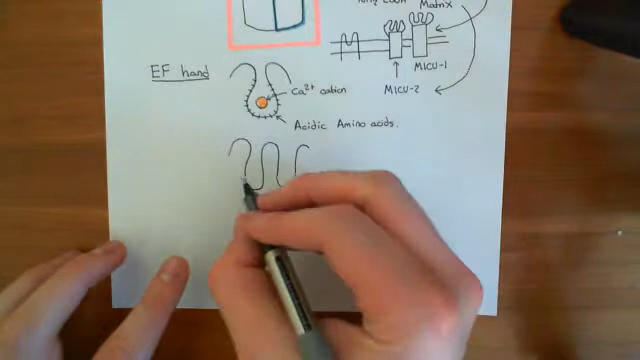 Matrix
MICU-1
MICU-2
EF hand
Ca2+ cation
Acidic Amino acids.